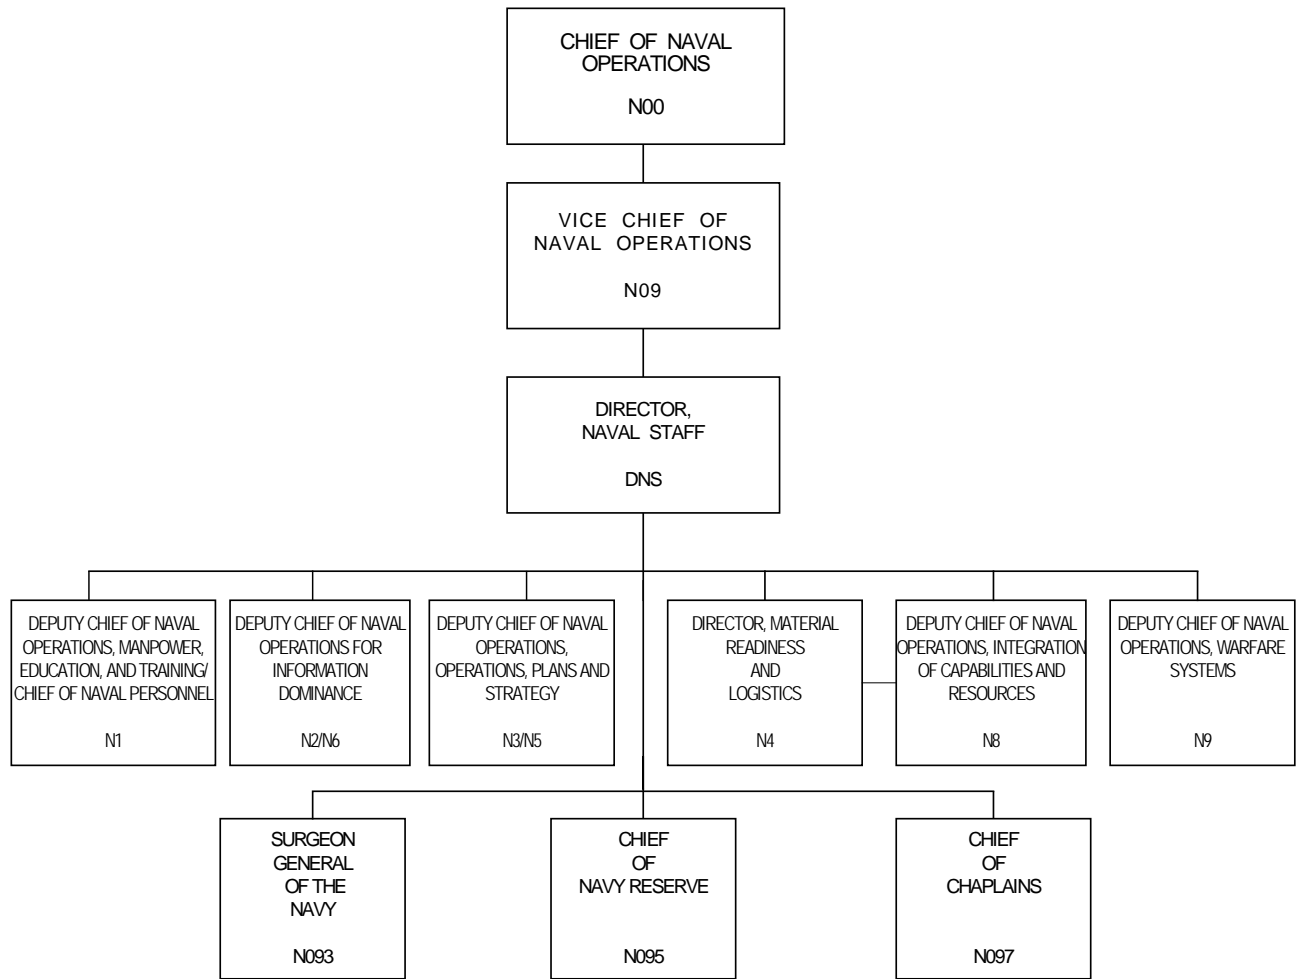 CHIEF OF NAVAL
OPERATIONS
N00
VICE CHIEF OF
NAVAL OPERATIONS
N09
DIRECTOR,
NAVAL STAFF
DNS
DEPUTY CHIEF OF NAVAL
OPERATIONS, MANPOWER,
EDUCATION, AND TRAINING/
CHIEF OF NAVAL PERSONNEL
N1
DEPUTY CHIEF OF NAVAL
OPERATIONS FOR
INFORMATION
DOMINANCE
N2/N6
DEPUTY CHIEF OF NAVAL
OPERATIONS,
OPERATIONS, PLANS AND
STRATEGY
N3/N5
DIRECTOR, MATERIAL
READINESS
AND
LOGISTICS
N4
DEPUTY CHIEF OF NAVAL
OPERATIONS, INTEGRATION
OF CAPABILITIES AND
RESOURCES
N8
DEPUTY CHIEF OF NAVAL
OPERATIONS, WARFARE
SYSTEMS
N9
SURGEON
GENERAL
OF THE
NAVY
N093
CHIEF
OF
NAVY RESERVE
N095
CHIEF
OF
CHAPLAINS
N097